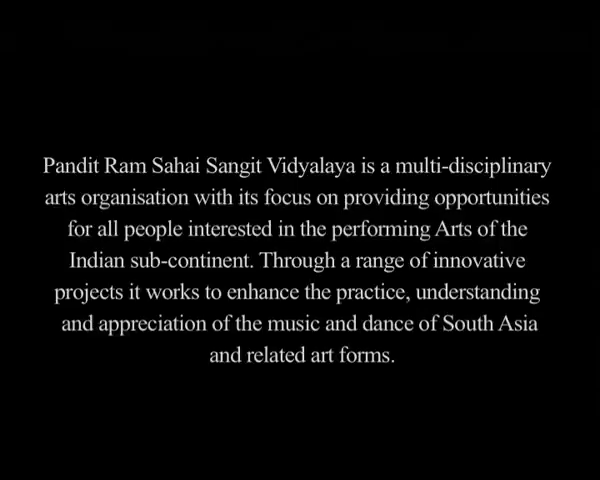 Pandit Ram Sahai Sangit Vidyalaya is a multi-disciplinary
arts organisation with its focus on providing opportunities
for all people interested in the performing Arts of the
Indian sub-continent. Through a range of innovative
projects it works to enhance the practice, understanding
and appreciation of the music and dance of South Asia
and related art forms.